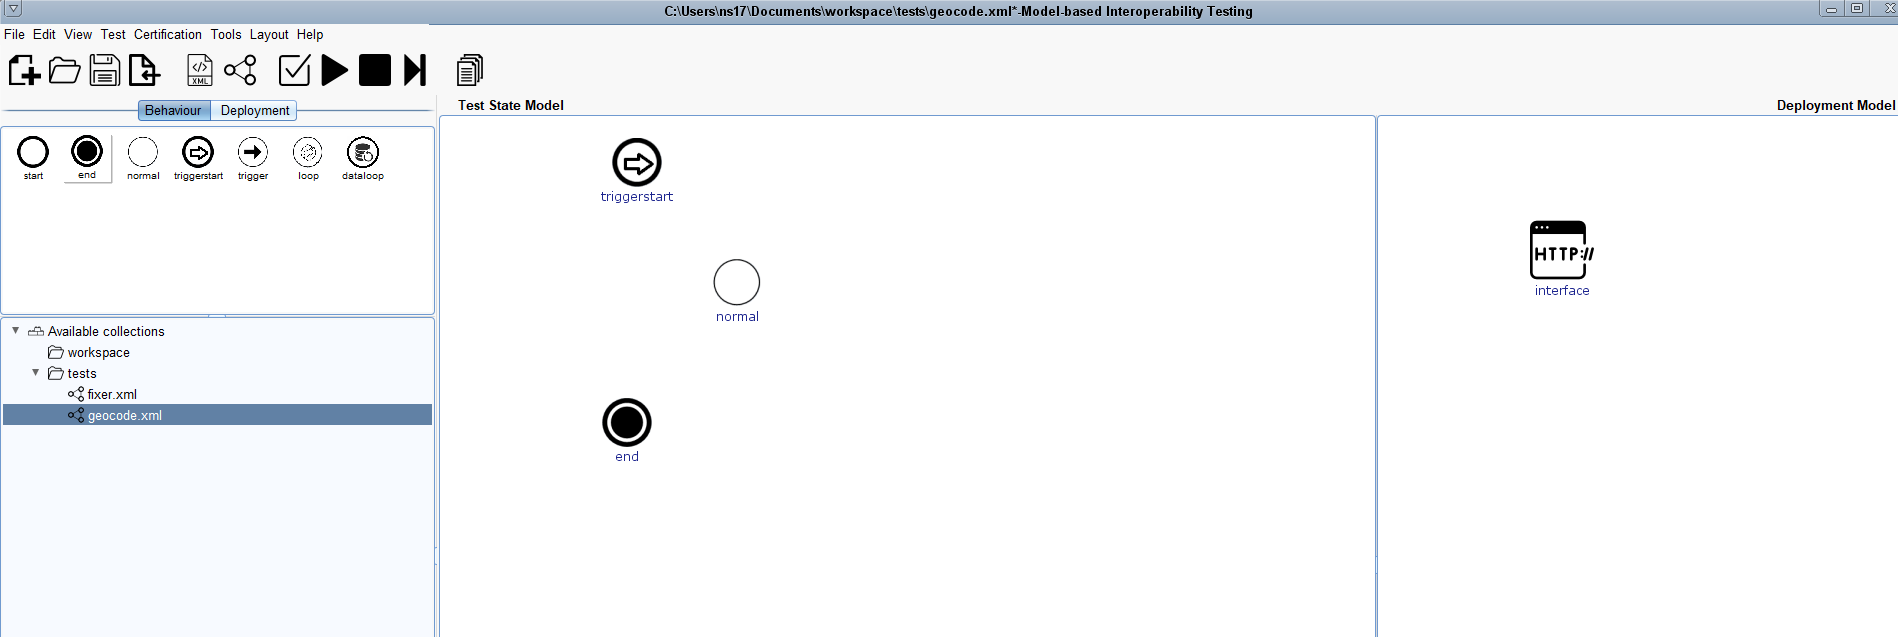 C:\Users\ns17\Documents\workspace\tests\geocode.xml*-Model-based Interoperability Testing
File Edit View Test Certification Tools Layout Help
</> XML
Behaviour Deployment
start end normal triggerstart trigger loop dataloop
Available collections
workspace
tests
fixer.xml
geocode.xml
Test State Model
triggerstart
normal
end
Deployment Model
HTTP://
interface